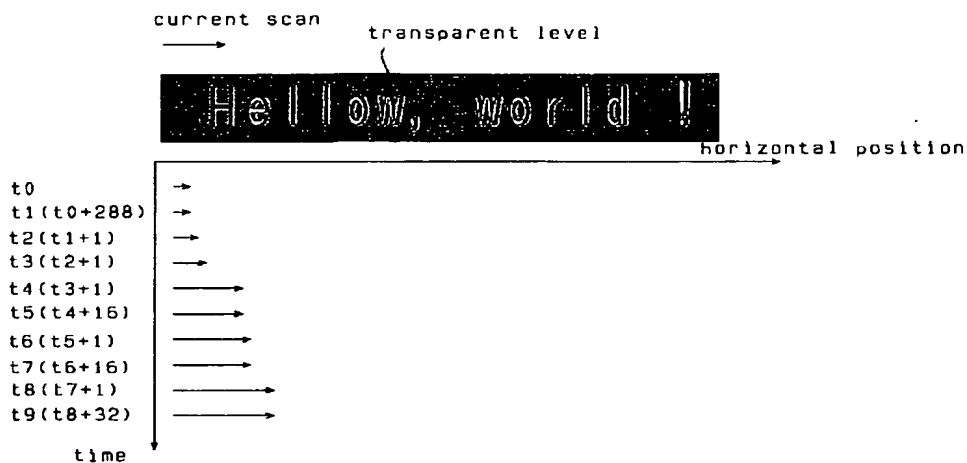 current scan
transparent level
Hellow, world !
horizontal position
t0
t1(t0+288)
t2(t1+1)
t3(t2+1)
t4(t3+1)
t5(t4+16)
t6(t5+1)
t7(t6+16)
t8(t7+1)
t9(t8+32)
time